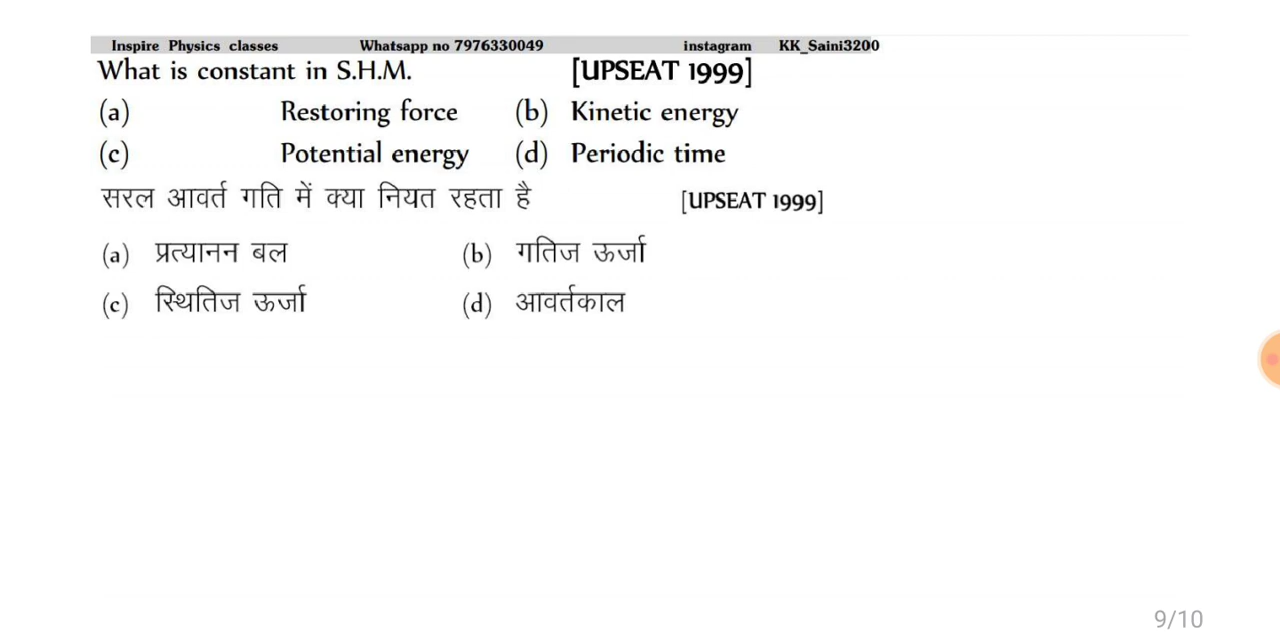 Inspire Physics classes Whatsapp no 7976330049 instagram KK_Saini3200
What is constant in S.H.M. [UPSEAT 1999]
(a) Restoring force (b) Kinetic energy
(c) Potential energy (d) Periodic time
सरल आवर्त गति में क्या नियत रहता है [UPSEAT 1999]
(a) प्रत्यानन बल (b) गतिज ऊर्जा
(c) स्थितिज ऊर्जा (d) आवर्तकाल
9/10